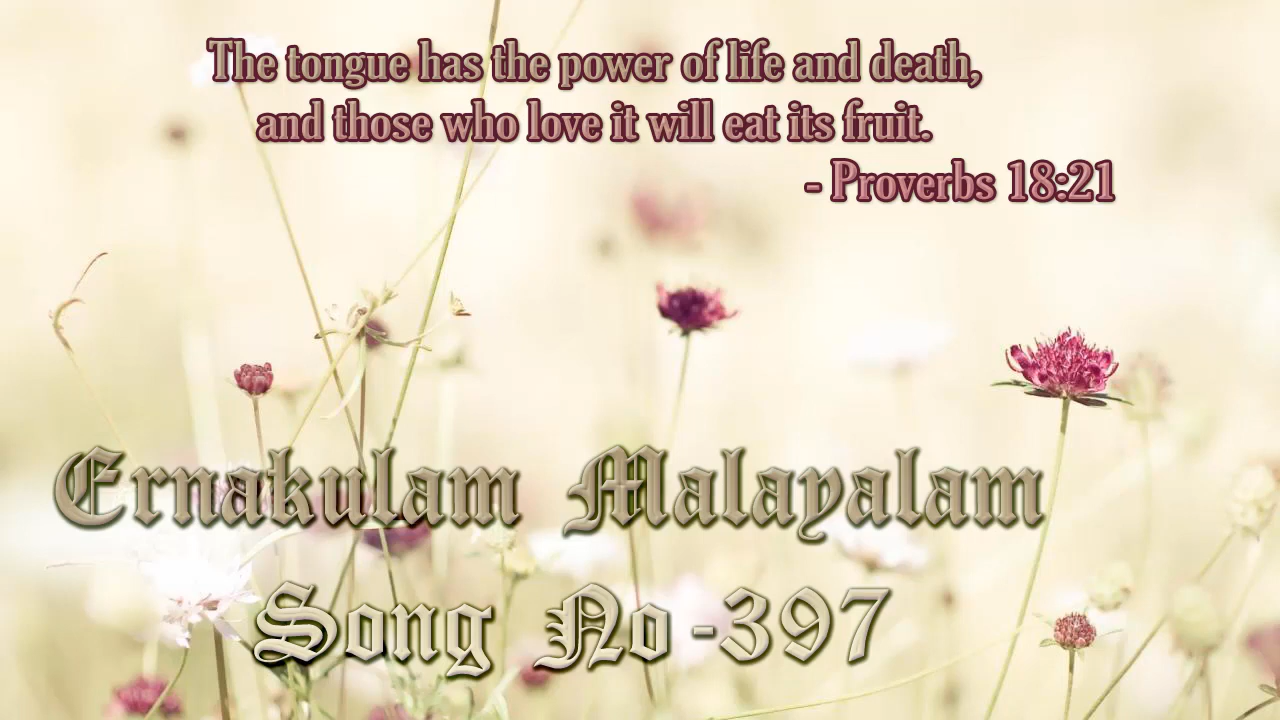 The tongue has the power of life and death,
and those who love it will eat its fruit.
- Proverbs 18:21
Ernakulam Malayalam
Song No -397